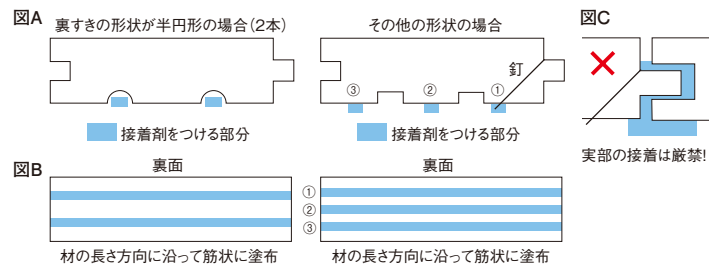 図A
裏すきの形状が半円形の場合（2本）
その他の形状の場合
図C
釘
③
②
①
接着剤をつける部分
接着剤をつける部分
実部の接着は厳禁!
図B
裏面
裏面
①
②
③
材の長さ方向に沿って筋状に塗布
材の長さ方向に沿って筋状に塗布